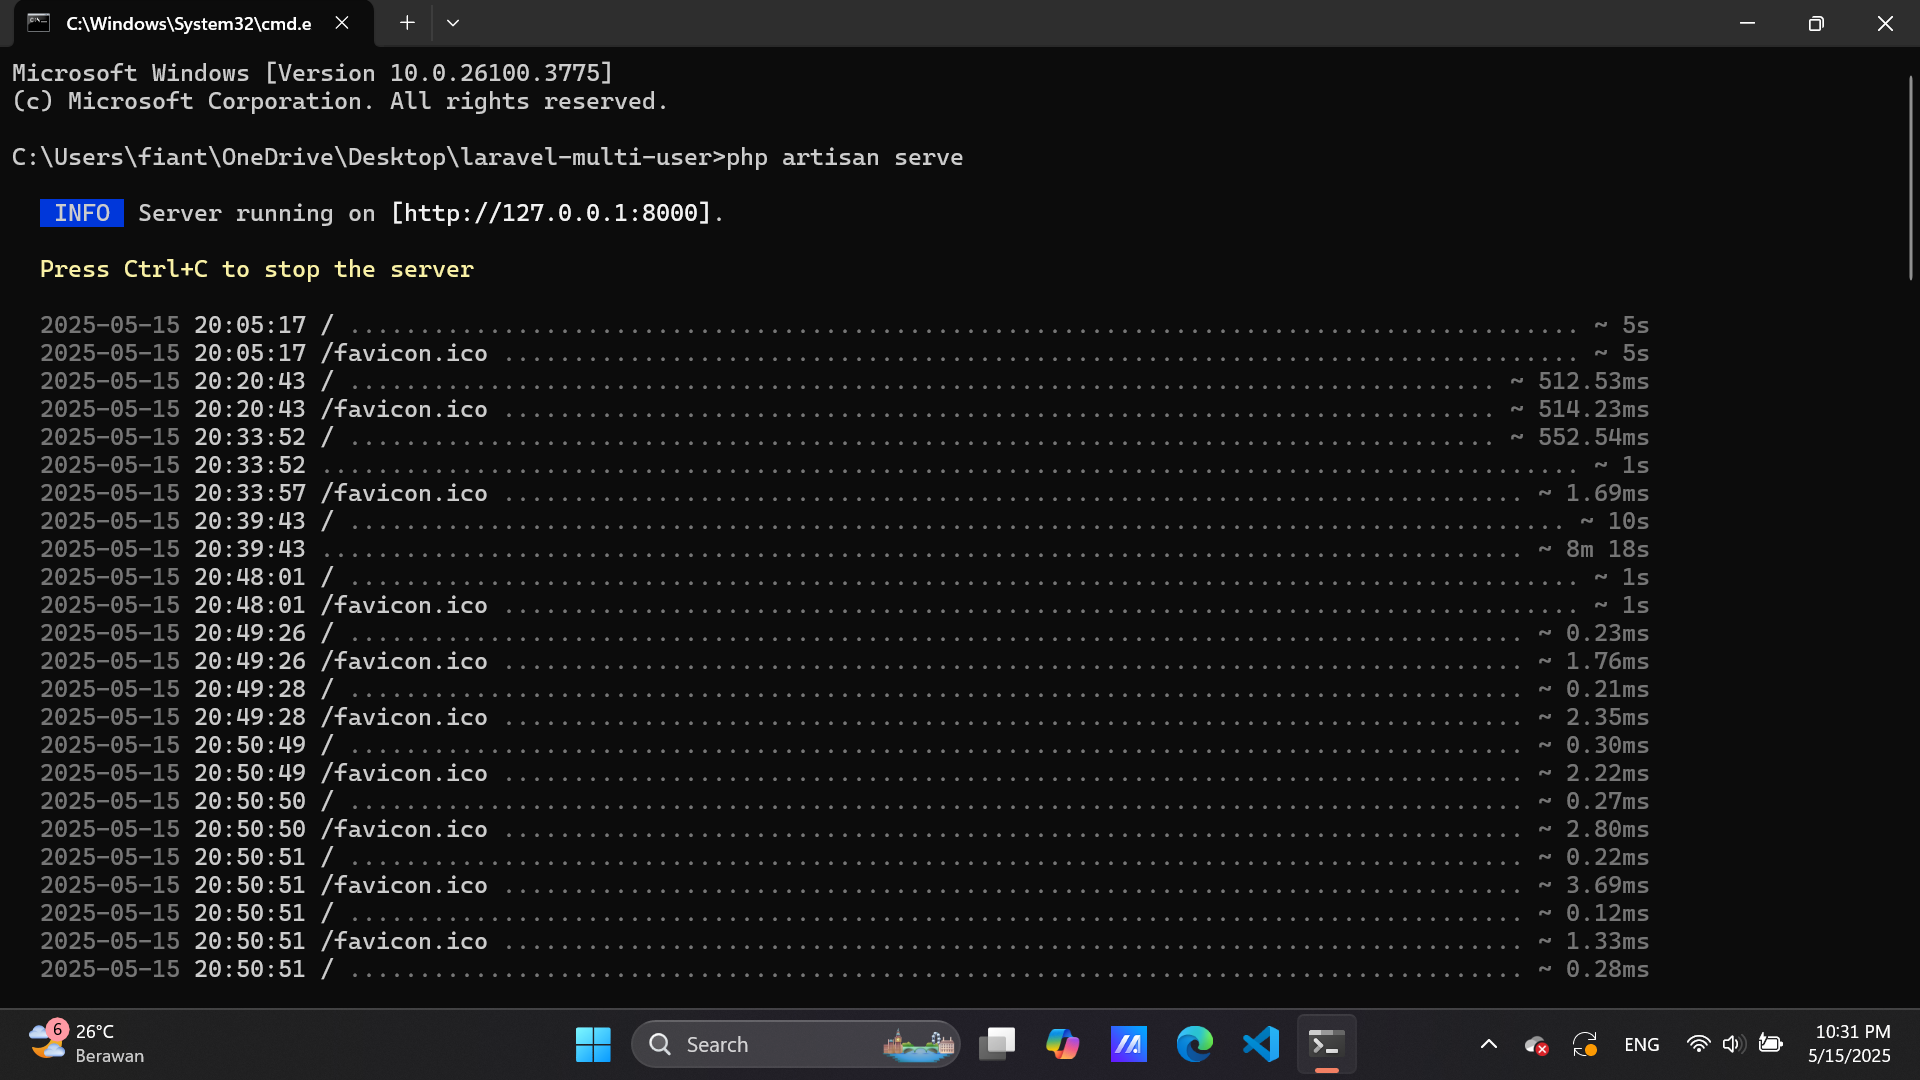 C:\Windows\System32\cmd.e
Microsoft Windows [Version 10.0.26100.3775]
(c) Microsoft Corporation. All rights reserved.
C:\Users\fiant\OneDrive\Desktop\laravel-multi-user>php artisan serve
INFO Server running on [http://127.0.0.1:8000].
Press Ctrl+C to stop the server
2025-05-15 20:05:17 / ........................................................................................ ~ 5s
2025-05-15 20:05:17 /favicon.ico ............................................................................. ~ 5s
2025-05-15 20:20:43 / .................................................................................. ~ 512.53ms
2025-05-15 20:20:43 /favicon.ico ....................................................................... ~ 514.23ms
2025-05-15 20:33:52 / .................................................................................. ~ 552.54ms
2025-05-15 20:33:52 .......................................................................................... ~ 1s
2025-05-15 20:33:57 /favicon.ico ......................................................................... ~ 1.69ms
2025-05-15 20:39:43 / ....................................................................................... ~ 10s
2025-05-15 20:39:43 ...................................................................................... ~ 8m 18s
2025-05-15 20:48:01 / ........................................................................................ ~ 1s
2025-05-15 20:48:01 /favicon.ico ............................................................................. ~ 1s
2025-05-15 20:49:26 / .................................................................................... ~ 0.23ms
2025-05-15 20:49:26 /favicon.ico ......................................................................... ~ 1.76ms
2025-05-15 20:49:28 / .................................................................................... ~ 0.21ms
2025-05-15 20:49:28 /favicon.ico ......................................................................... ~ 2.35ms
2025-05-15 20:50:49 / .................................................................................... ~ 0.30ms
2025-05-15 20:50:49 /favicon.ico ......................................................................... ~ 2.22ms
2025-05-15 20:50:50 / .................................................................................... ~ 0.27ms
2025-05-15 20:50:50 /favicon.ico ......................................................................... ~ 2.80ms
2025-05-15 20:50:51 / .................................................................................... ~ 0.22ms
2025-05-15 20:50:51 /favicon.ico ......................................................................... ~ 3.69ms
2025-05-15 20:50:51 / .................................................................................... ~ 0.12ms
2025-05-15 20:50:51 /favicon.ico ......................................................................... ~ 1.33ms
2025-05-15 20:50:51 / .................................................................................... ~ 0.28ms
6
26°C
Berawan
Search
ENG
10:31 PM
5/15/2025